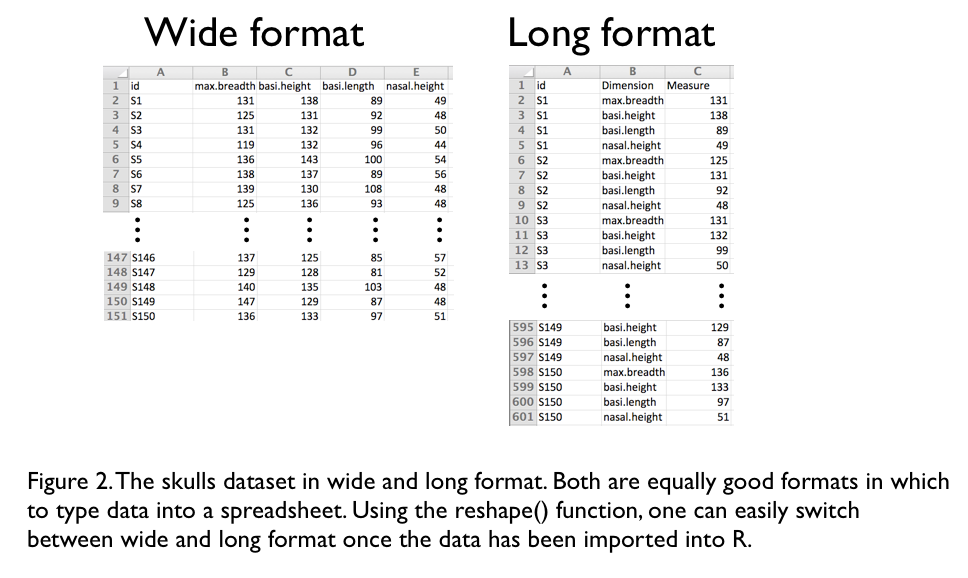 Wide format
A B C D E
1 id max.breadth basi.height basi.length nasal.height
2 S1 131 138 89 49
3 S2 125 131 92 48
4 S3 131 132 99 50
5 S4 119 132 96 44
6 S5 136 143 100 54
7 S6 138 137 89 56
8 S7 139 130 108 48
9 S8 125 136 93 48
147 S146 137 125 85 57
148 S147 129 128 81 52
149 S148 140 135 103 48
150 S149 147 129 87 48
151 S150 136 133 97 51
Long format
A B C
1 id Dimension Measure
2 S1 max.breadth 131
3 S1 basi.height 138
4 S1 basi.length 89
5 S1 nasal.height 49
6 S2 max.breadth 125
7 S2 basi.height 131
8 S2 basi.length 92
9 S2 nasal.height 48
10 S3 max.breadth 131
11 S3 basi.height 132
12 S3 basi.length 99
13 S3 nasal.height 50
595 S149 basi.height 129
596 S149 basi.length 87
597 S149 nasal.height 48
598 S150 max.breadth 136
599 S150 basi.height 133
600 S150 basi.length 97
601 S150 nasal.height 51
Figure 2. The skulls dataset in wide and long format. Both are equally good formats in which
to type data into a spreadsheet. Using the reshape() function, one can easily switch
between wide and long format once the data has been imported into R.